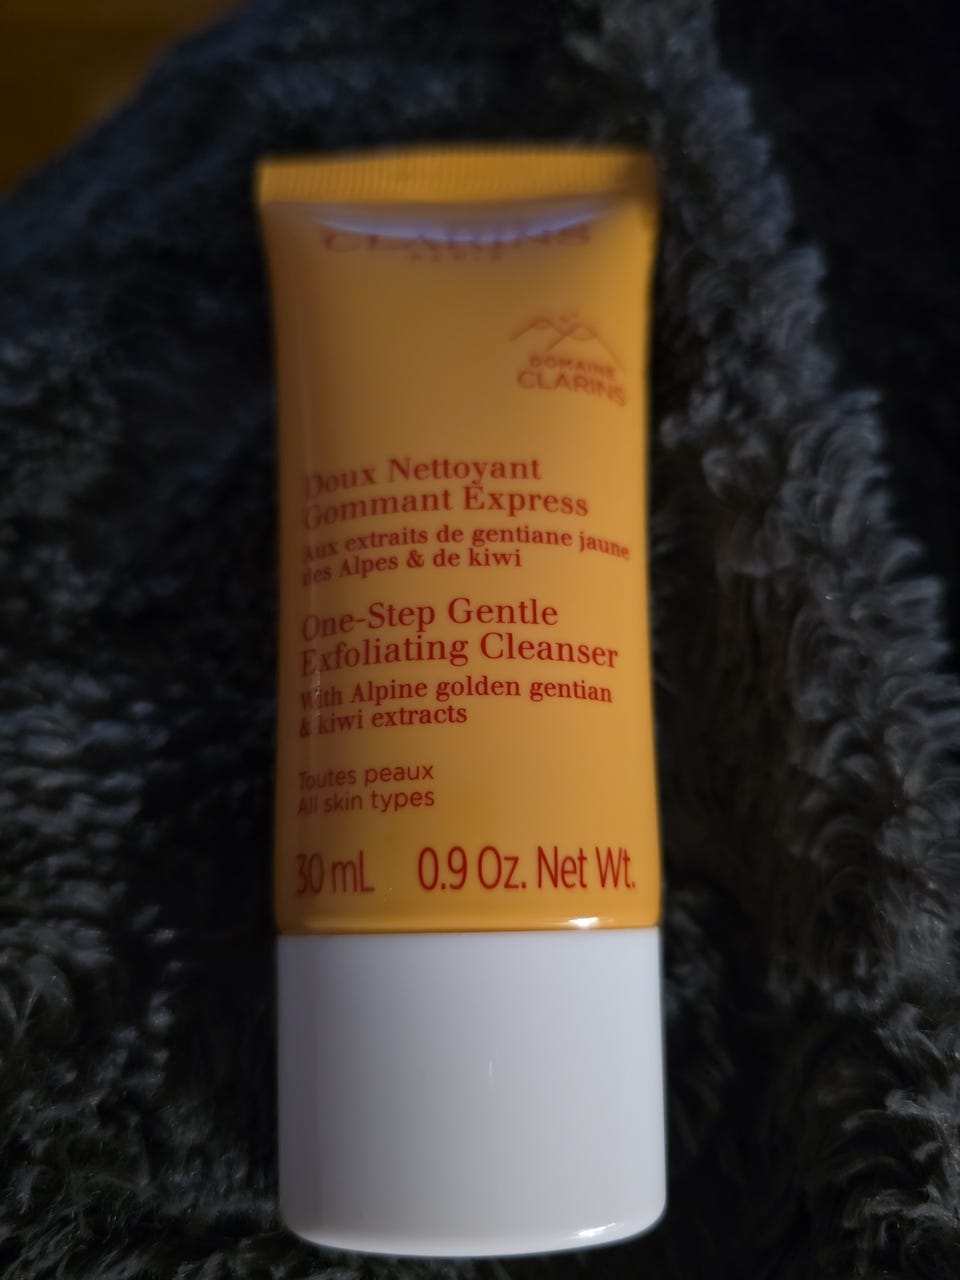 CLARINS
PARIS
DOMAINE
CLARINS
Doux Nettoyant
Gommant Express
Aux extraits de gentiane jaune
des Alpes & de kiwi
One-Step Gentle
Exfoliating Cleanser
With Alpine golden gentian
& kiwi extracts
Toutes peaux
All skin types
30 mL 0.9 Oz. Net Wt.